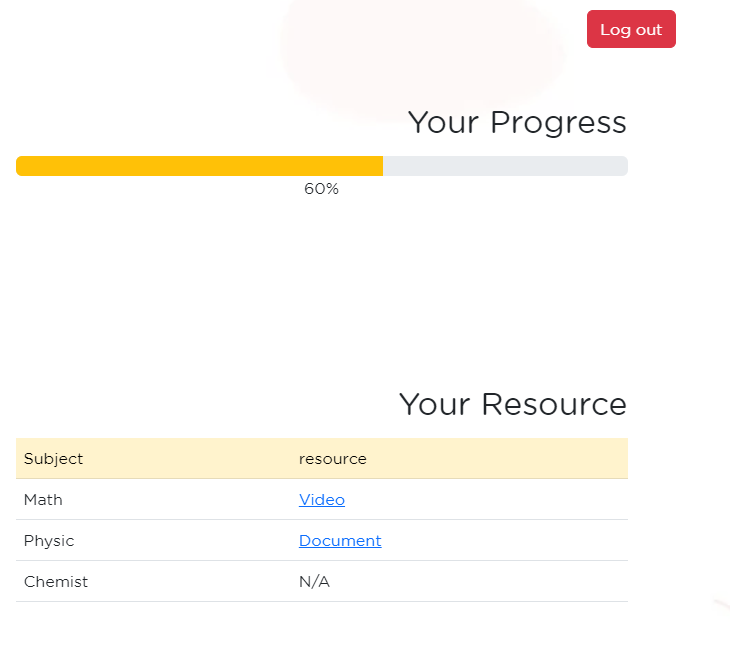 Log out
Your Progress
60%
Your Resource
Subject resource
Math Video
Physic Document
Chemist N/A